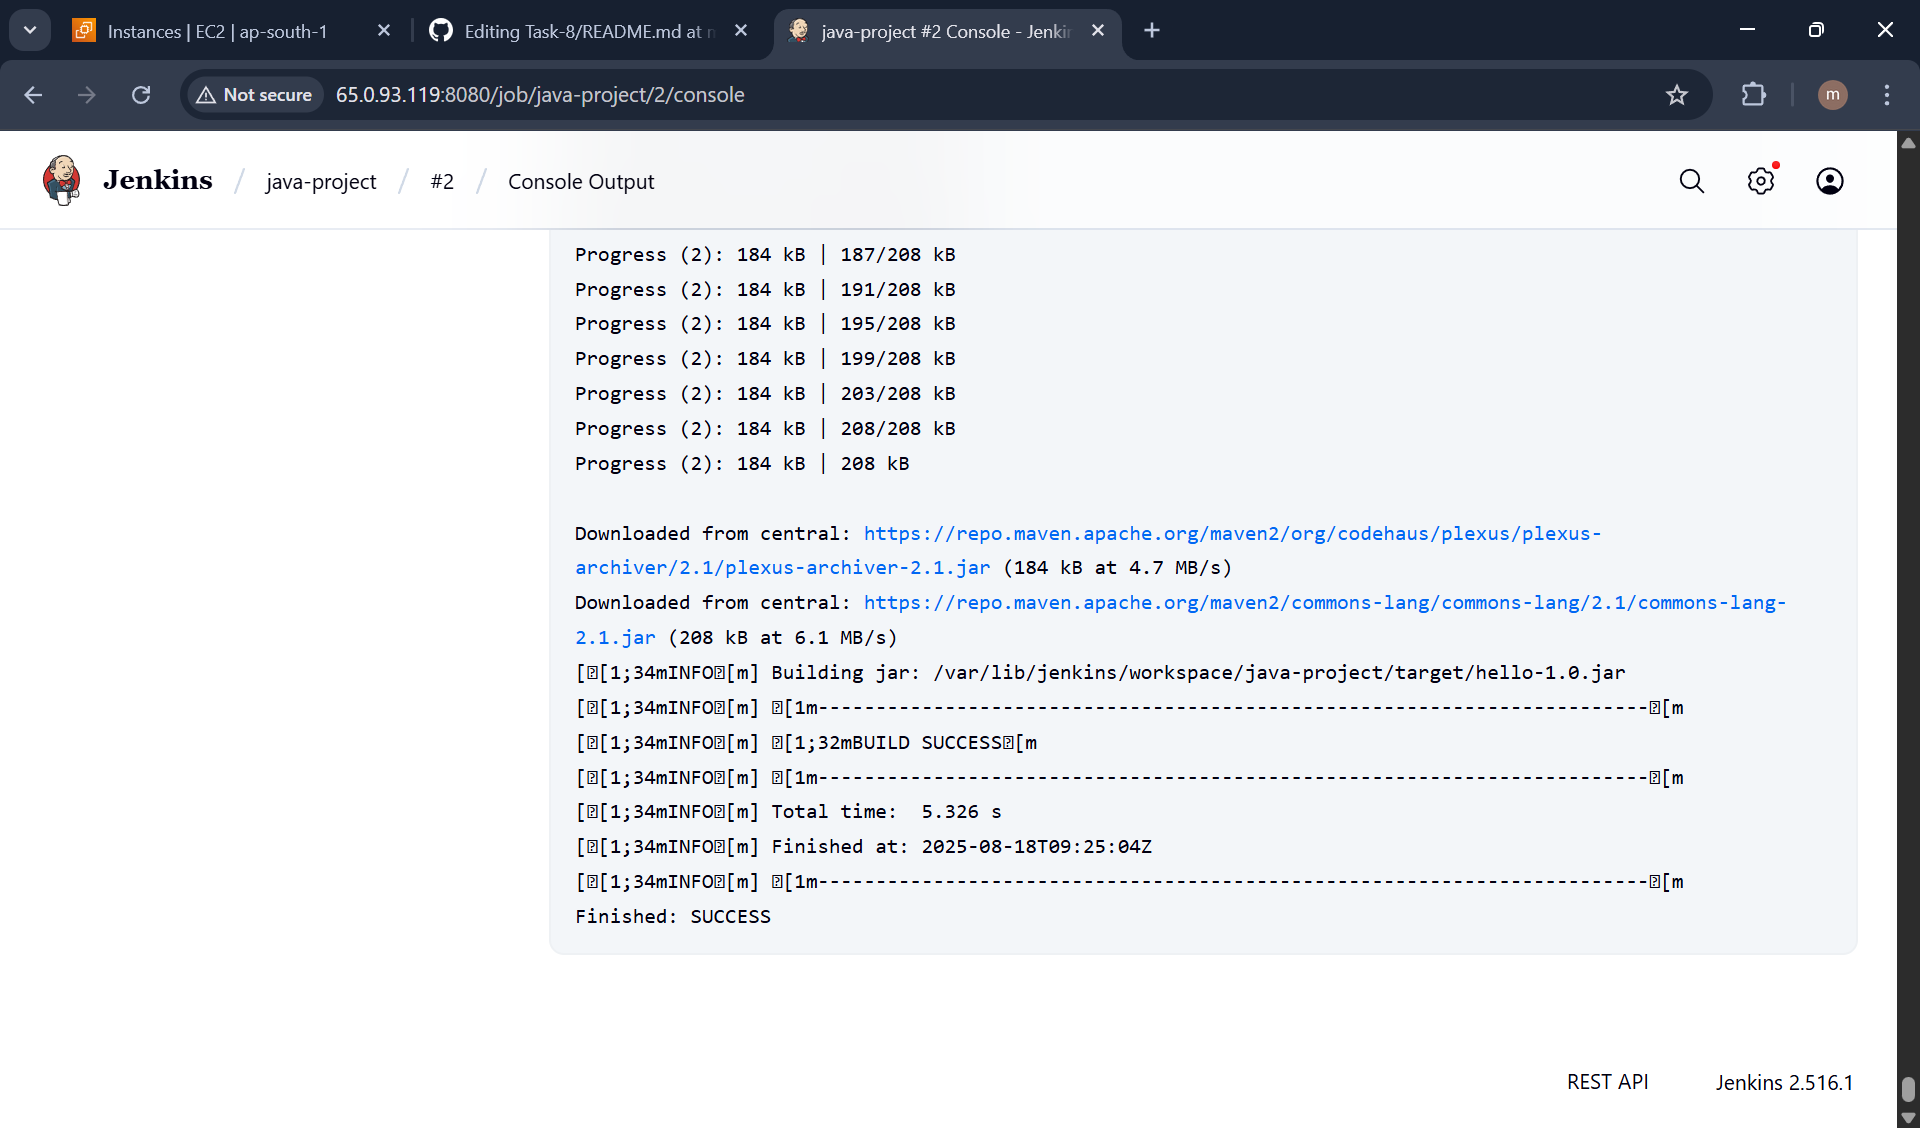 Instances | EC2 | ap-south-1
Editing Task-8/README.md at
java-project #2 Console - Jenki
Not secure
65.0.93.119:8080/job/java-project/2/console
m
Jenkins / java-project / #2 / Console Output
Progress (2): 184 kB | 187/208 kB
Progress (2): 184 kB | 191/208 kB
Progress (2): 184 kB | 195/208 kB
Progress (2): 184 kB | 199/208 kB
Progress (2): 184 kB | 203/208 kB
Progress (2): 184 kB | 208/208 kB
Progress (2): 184 kB | 208 kB
Downloaded from central: https://repo.maven.apache.org/maven2/org/codehaus/plexus/plexus-
archiver/2.1/plexus-archiver-2.1.jar (184 kB at 4.7 MB/s)
Downloaded from central: https://repo.maven.apache.org/maven2/commons-lang/commons-lang/2.1/commons-lang-
2.1.jar (208 kB at 6.1 MB/s)
[␛[1;34mINFO␛[m] Building jar: /var/lib/jenkins/workspace/java-project/target/hello-1.0.jar
[␛[1;34mINFO␛[m] ␛[1m------------------------------------------------------------------------␛[m
[␛[1;34mINFO␛[m] ␛[1;32mBUILD SUCCESS␛[m
[␛[1;34mINFO␛[m] ␛[1m------------------------------------------------------------------------␛[m
[␛[1;34mINFO␛[m] Total time:  5.326 s
[␛[1;34mINFO␛[m] Finished at: 2025-08-18T09:25:04Z
[␛[1;34mINFO␛[m] ␛[1m------------------------------------------------------------------------␛[m
Finished: SUCCESS
REST API
Jenkins 2.516.1